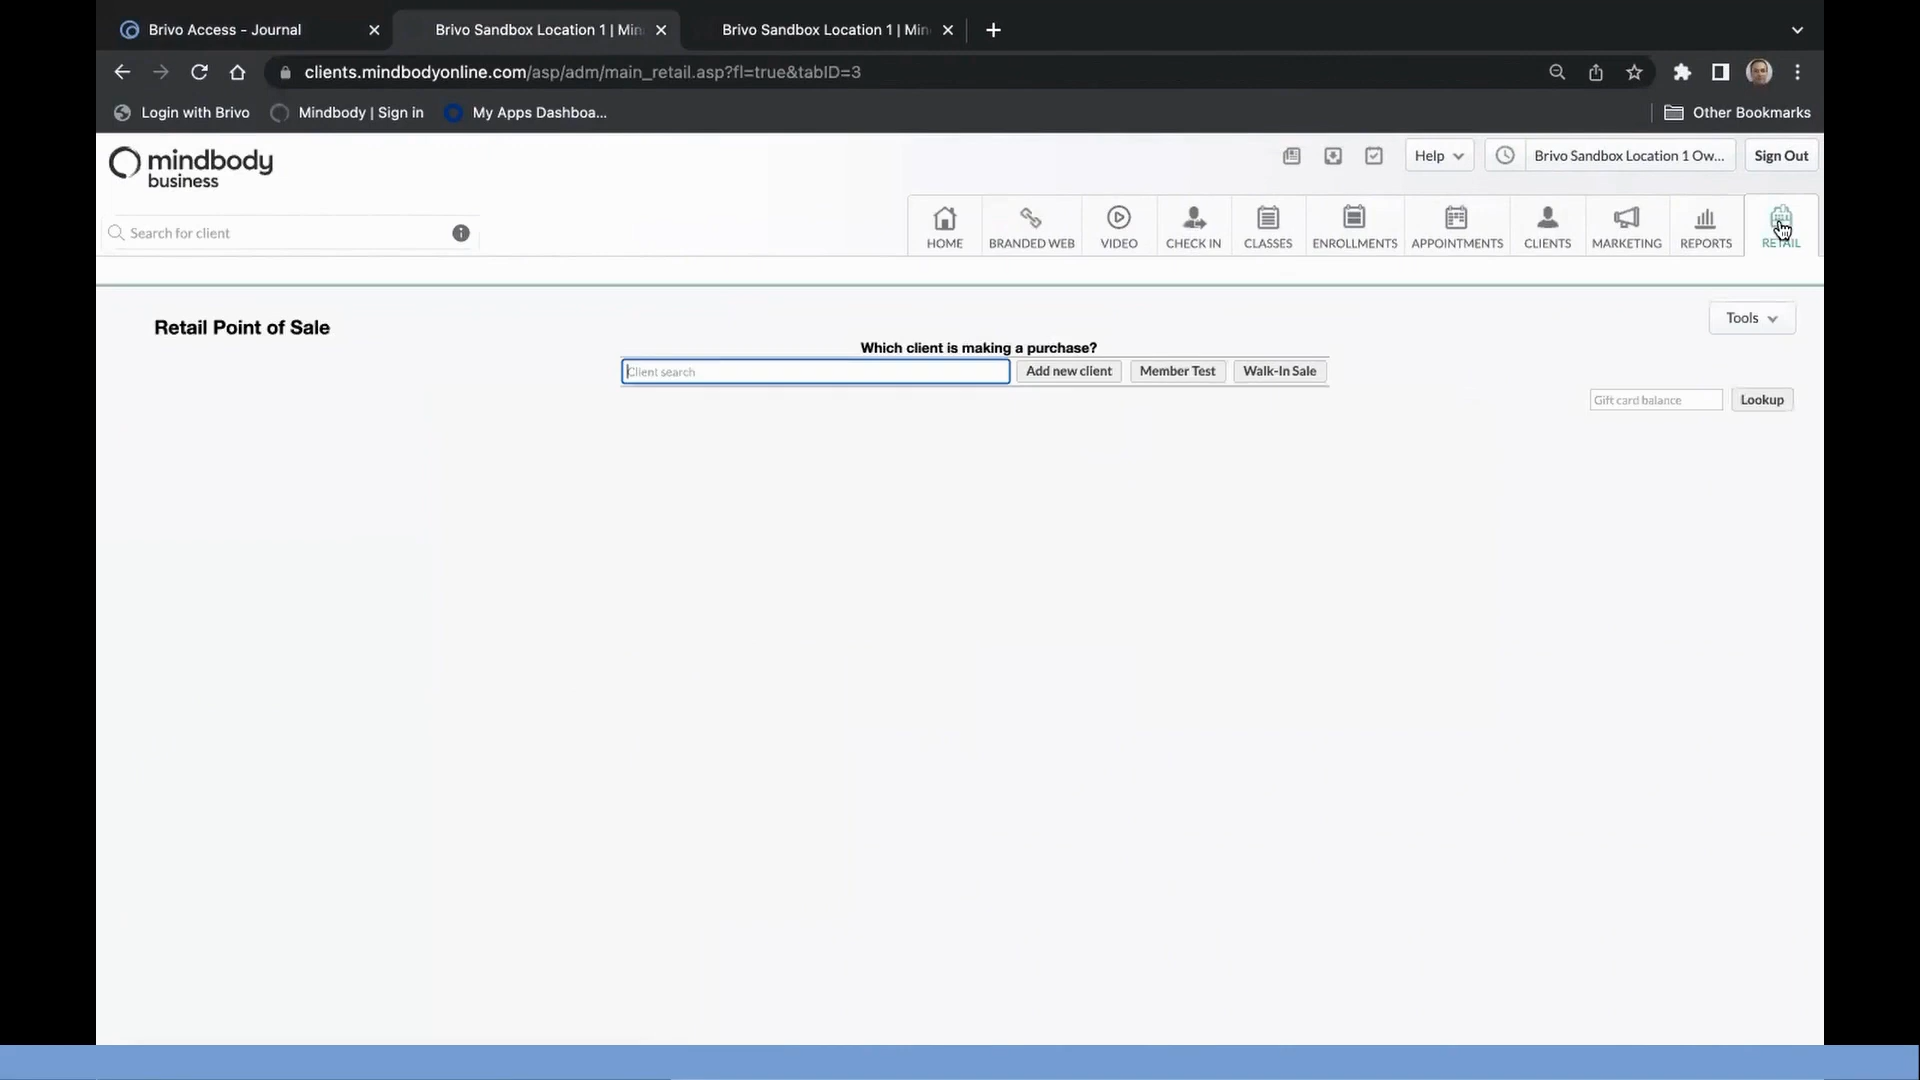 Brivo Access - Journal
Brivo Sandbox Location 1 | Min
Brivo Sandbox Location 1 | Min
clients.mindbodyonline.com/asp/adm/main_retail.asp?fl=true&tabID=3
Login with Brivo
Mindbody | Sign in
My Apps Dashboa...
Other Bookmarks
mindbody
business
Help
Brivo Sandbox Location 1 Ow...
Sign Out
Search for client
HOME
BRANDED WEB
VIDEO
CHECK IN
CLASSES
ENROLLMENTS
APPOINTMENTS
CLIENTS
MARKETING
REPORTS
RETAIL
Retail Point of Sale
Tools
Which client is making a purchase?
Client search
Add new client
Member Test
Walk-In Sale
Gift card balance
Lookup